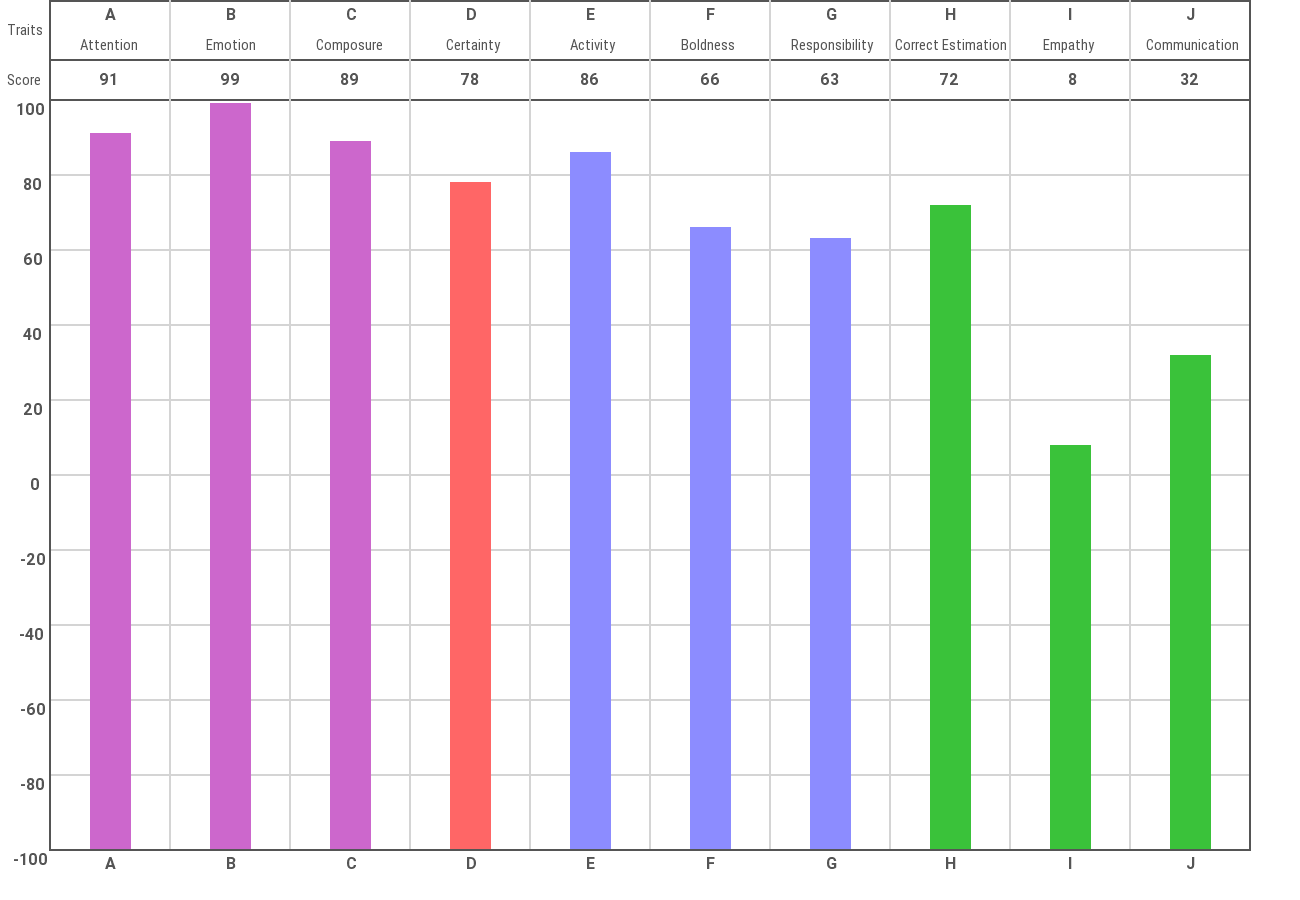 A B C D E F G H I J
Traits
Attention Emotion Composure Certainty Activity Boldness Responsibility Correct Estimation Empathy Communication
Score 91 99 89 78 86 66 63 72 8 32
100
80
60
40
20
0
-20
-40
-60
-80
-100
A B C D E F G H I J